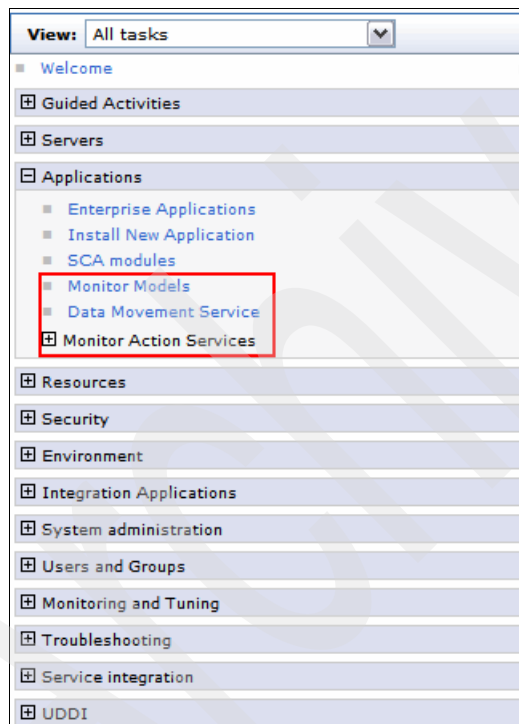 View: All tasks
Welcome
Guided Activities
Servers
Applications
Enterprise Applications
Install New Application
SCA modules
Monitor Models
Data Movement Service
Monitor Action Services
Resources
Security
Environment
Integration Applications
System administration
Users and Groups
Monitoring and Tuning
Troubleshooting
Service integration
UDDI